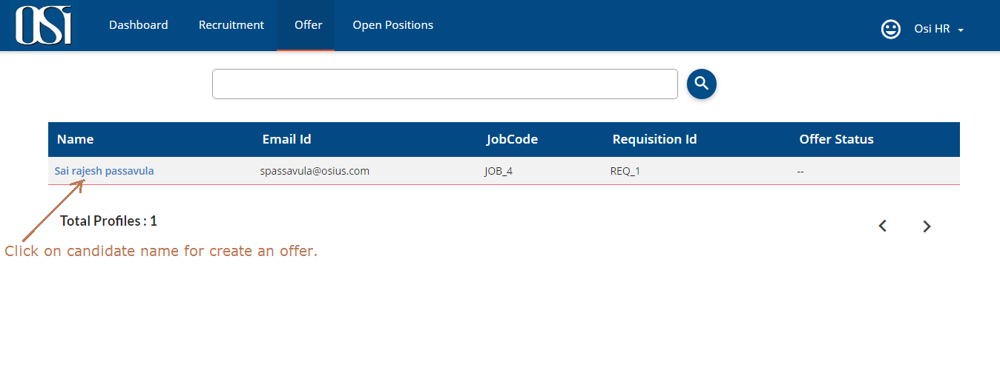 OSi Dashboard Recruitment Offer Open Positions Osi HR
Name Email Id JobCode Requisition Id Offer Status
Sai rajesh passavula spassavula@osius.com JOB_4 REQ_1 --
Total Profiles : 1
Click on candidate name for create an offer.